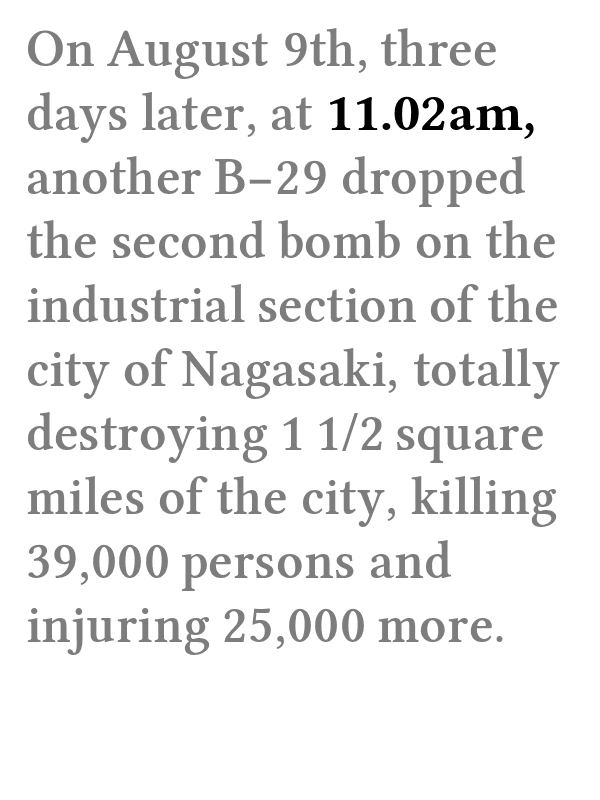 On August 9th, three
days later, at 11.02am,
another B–29 dropped
the second bomb on the
industrial section of the
city of Nagasaki, totally
destroying 1 1/2 square
miles of the city, killing
39,000 persons and
injuring 25,000 more.